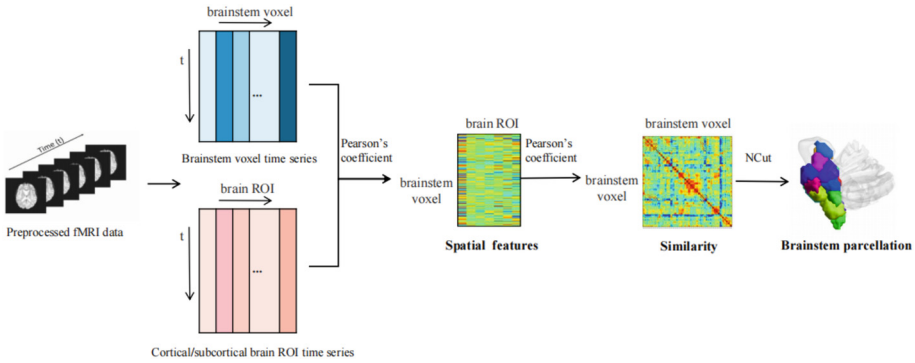 brainstem voxel
t
...
Brainstem voxel time series
Time (t)
Preprocessed fMRI data
brain ROI
t
...
Cortical/subcortical brain ROI time series
Pearson's
coefficient
brain ROI
brainstem
voxel
Spatial features
Pearson's
coefficient
brainstem voxel
brainstem
voxel
Similarity
NCut
Brainstem parcellation